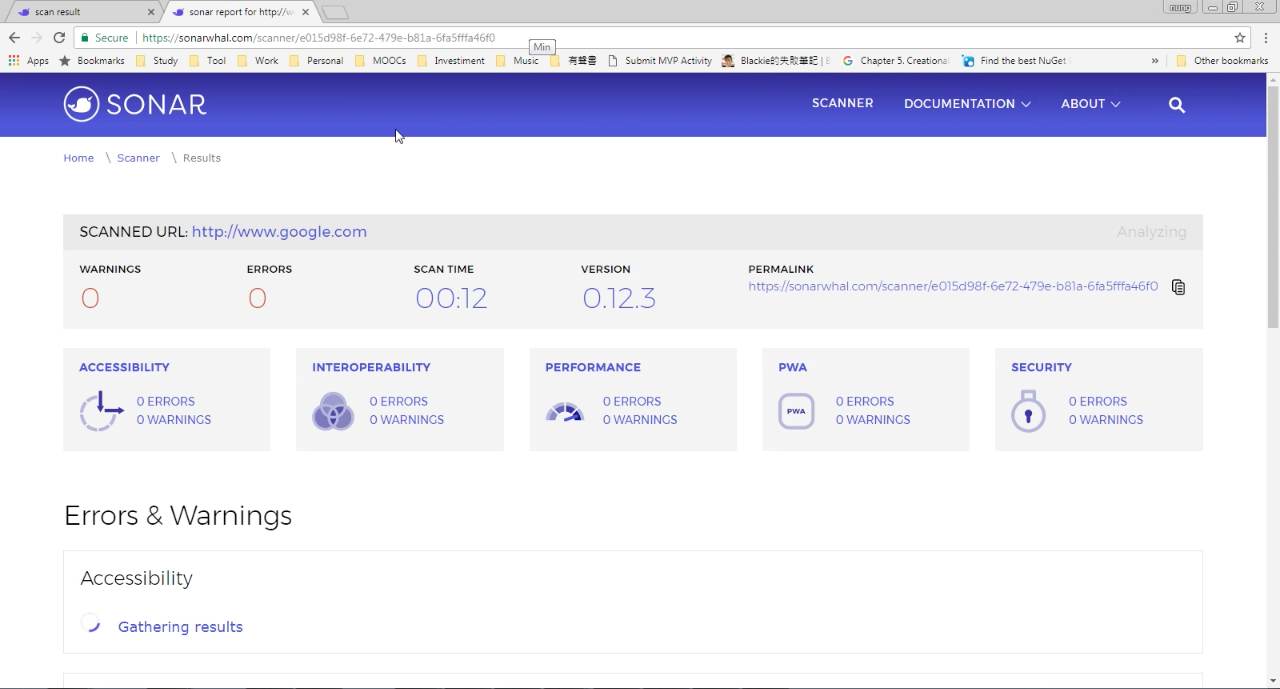 scan result
sonar report for http://w
nung
Secure
https://sonarwhal.com/scanner/e015d98f-6e72-479e-b81a-6fa5fffa46f0
Min
Apps
Bookmarks
Study
Tool
Work
Personal
MOOCs
Investiment
Music
有聲書
Submit MVP Activity
Blackie的失敗筆記 |
Chapter 5. Creational
Find the best NuGet
»
Other bookmarks
SONAR
SCANNER
DOCUMENTATION
ABOUT
Home \ Scanner \ Results
SCANNED URL: http://www.google.com
Analyzing
WARNINGS
0
ERRORS
0
SCAN TIME
00:12
VERSION
0.12.3
PERMALINK
https://sonarwhal.com/scanner/e015d98f-6e72-479e-b81a-6fa5fffa46f0
ACCESSIBILITY
0 ERRORS
0 WARNINGS
INTEROPERABILITY
0 ERRORS
0 WARNINGS
PERFORMANCE
0 ERRORS
0 WARNINGS
PWA
PWA
0 ERRORS
0 WARNINGS
SECURITY
0 ERRORS
0 WARNINGS
Errors & Warnings
Accessibility
Gathering results